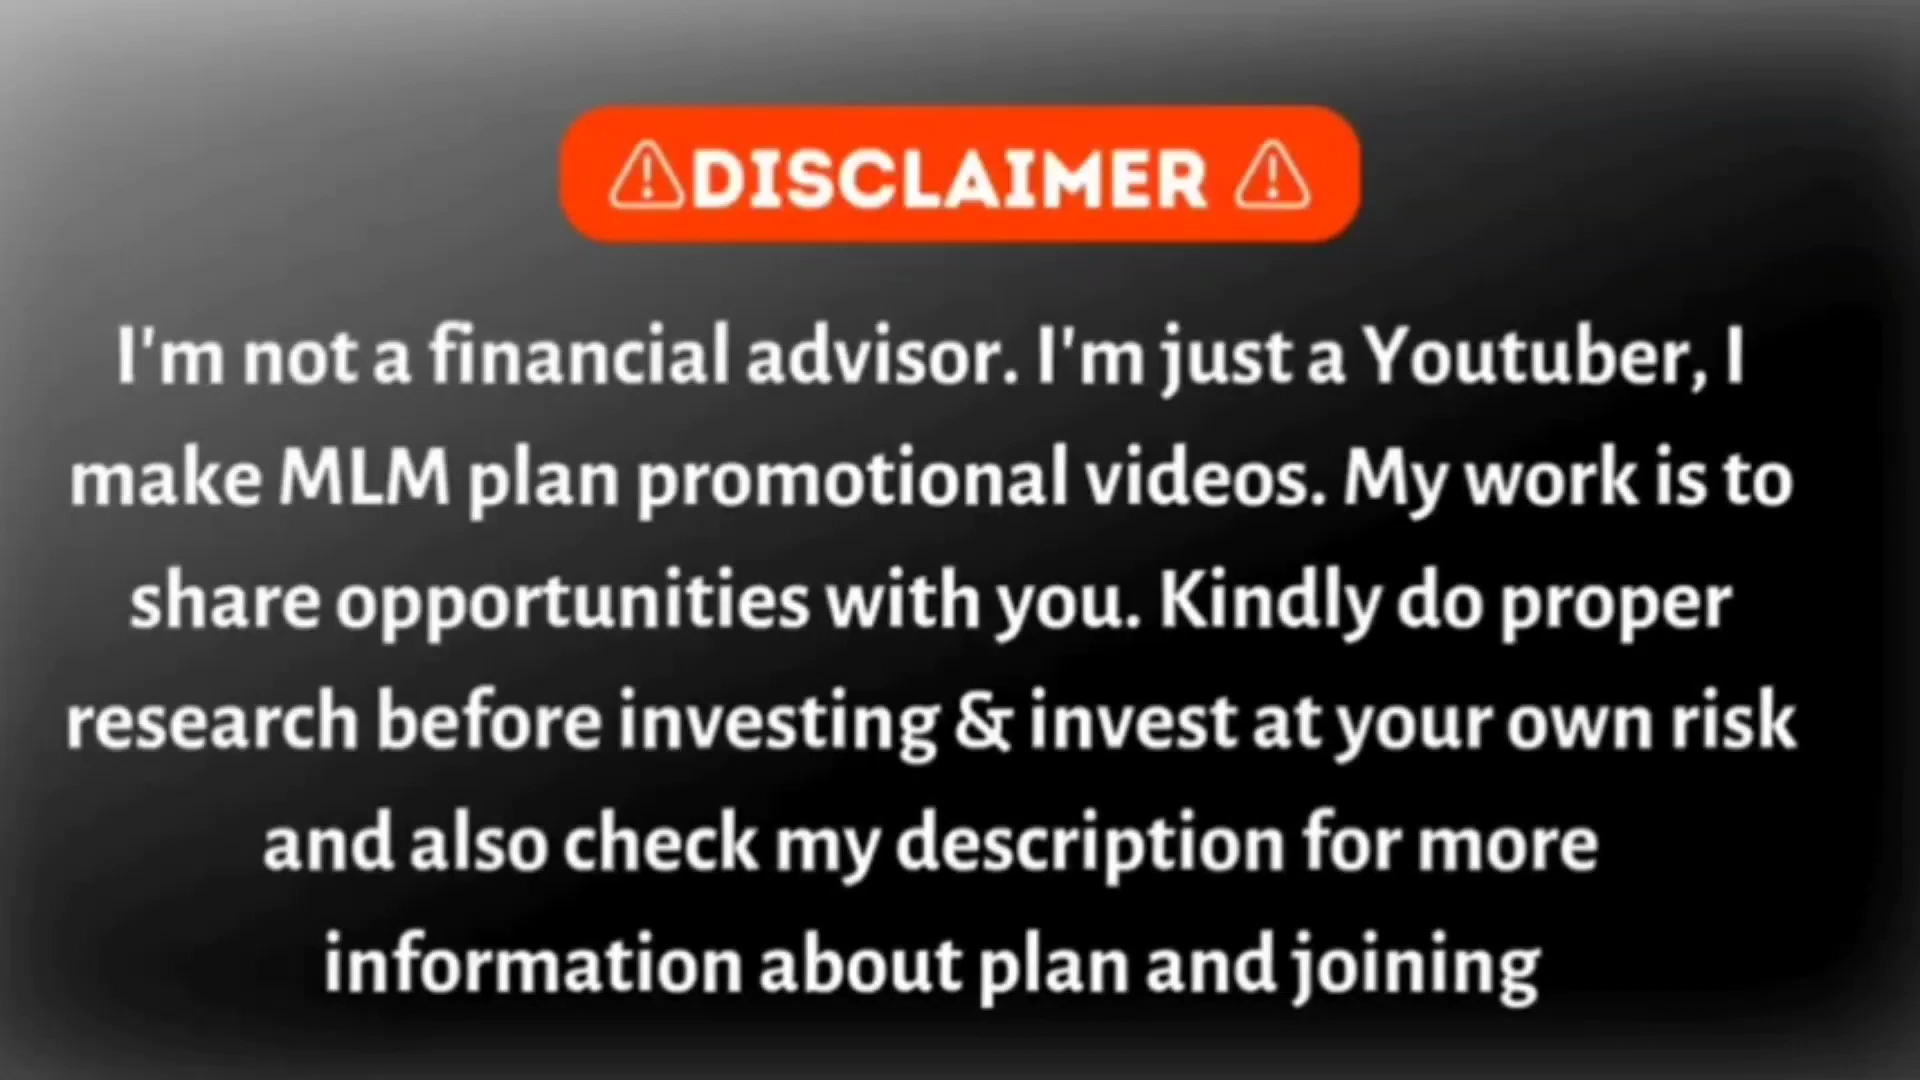 ⚠DISCLAIMER ⚠
I'm not a financial advisor. I'm just a Youtuber, I
make MLM plan promotional videos. My work is to
share opportunities with you. Kindly do proper
research before investing & invest at your own risk
and also check my description for more
information about plan and joining